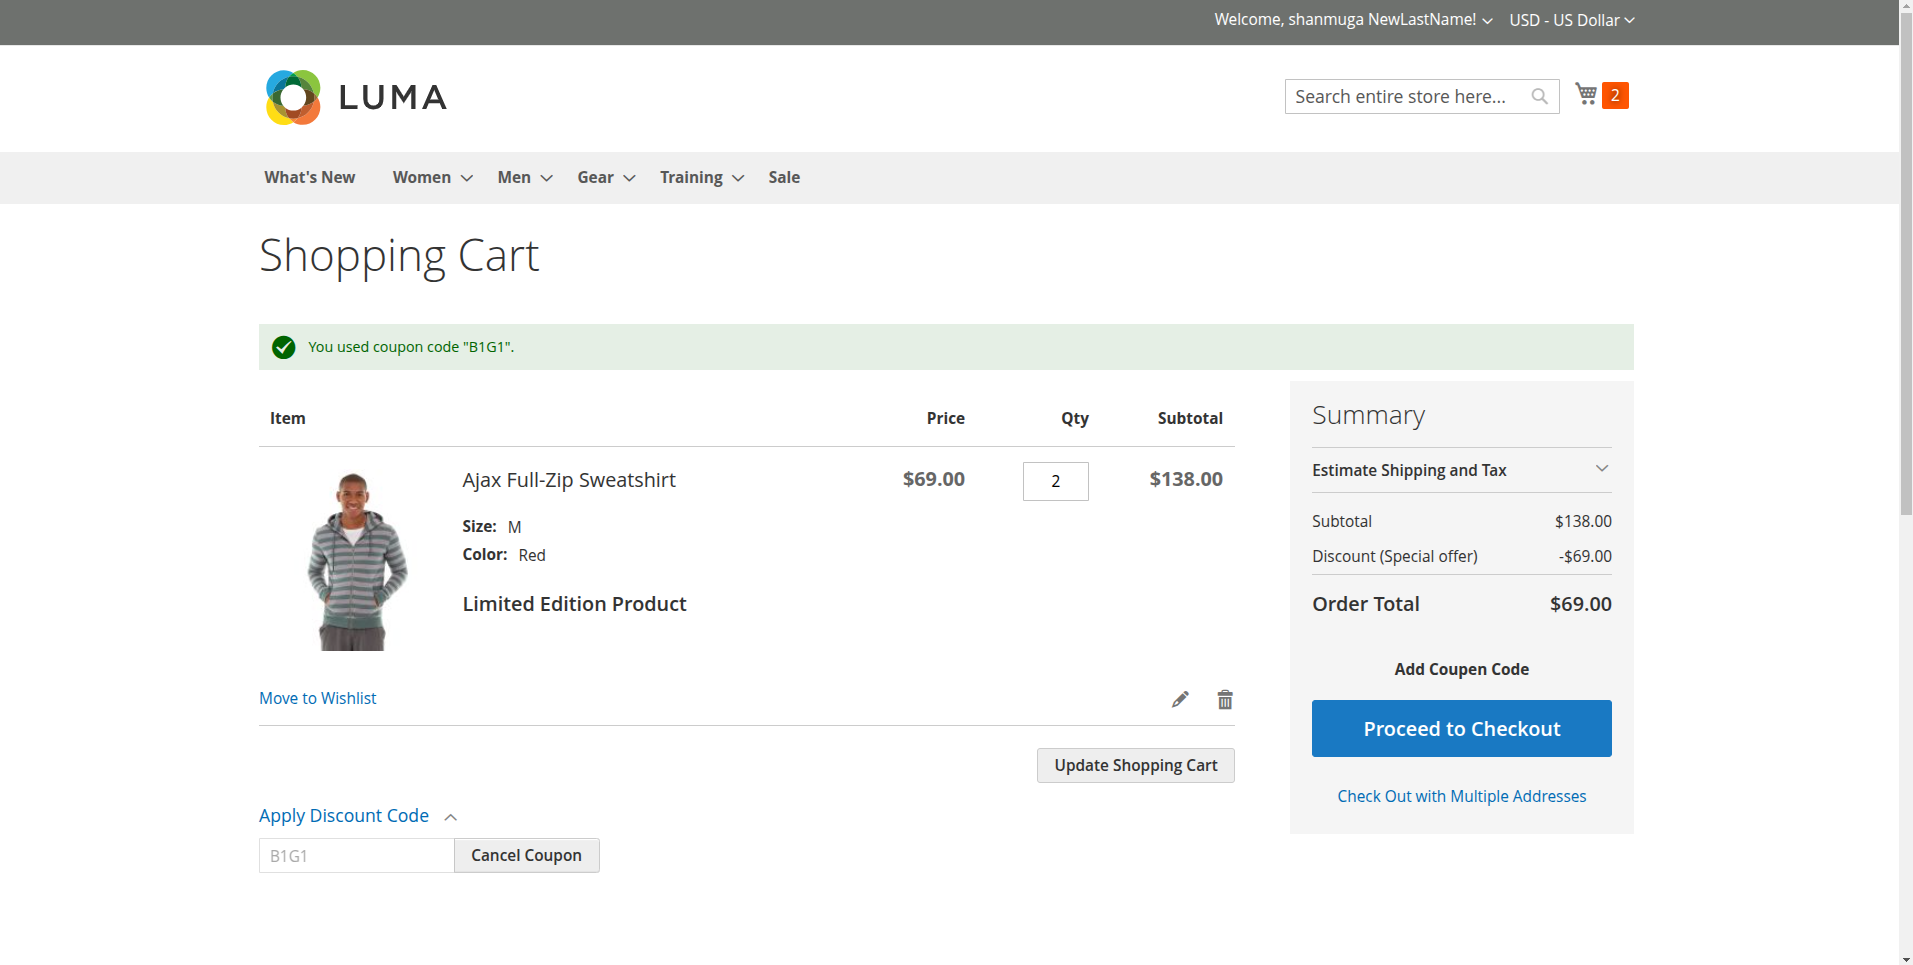 Welcome, shanmuga NewLastName! USD - US Dollar
LUMA
Search entire store here... 2
What's New Women Men Gear Training Sale
Shopping Cart
You used coupon code "B1G1".
Item Price Qty Subtotal
Ajax Full-Zip Sweatshirt $69.00 2 $138.00
Size: M
Color: Red
Limited Edition Product
Move to Wishlist
Update Shopping Cart
Apply Discount Code
B1G1 Cancel Coupon
Summary
Estimate Shipping and Tax
Subtotal $138.00
Discount (Special offer) -$69.00
Order Total $69.00
Add Coupen Code
Proceed to Checkout
Check Out with Multiple Addresses